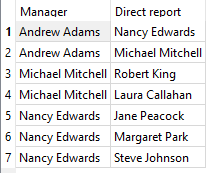 Manager Direct report
1 Andrew Adams Nancy Edwards
2 Andrew Adams Michael Mitchell
3 Michael Mitchell Robert King
4 Michael Mitchell Laura Callahan
5 Nancy Edwards Jane Peacock
6 Nancy Edwards Margaret Park
7 Nancy Edwards Steve Johnson